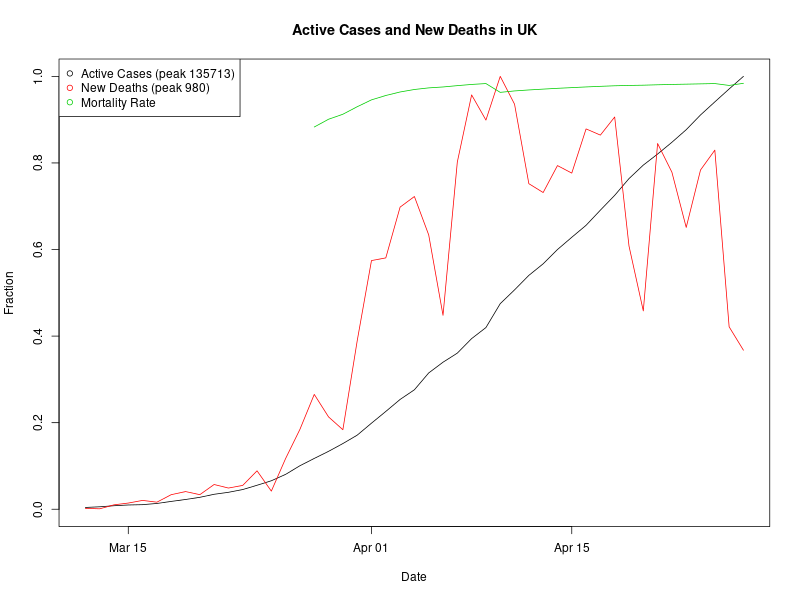 Active Cases and New Deaths in UK
Active Cases (peak 135713)
New Deaths (peak 980)
Mortality Rate
1.0
0.8
0.6
0.4
0.2
0.0
Fraction
Mar 15
Apr 01
Apr 15
Date